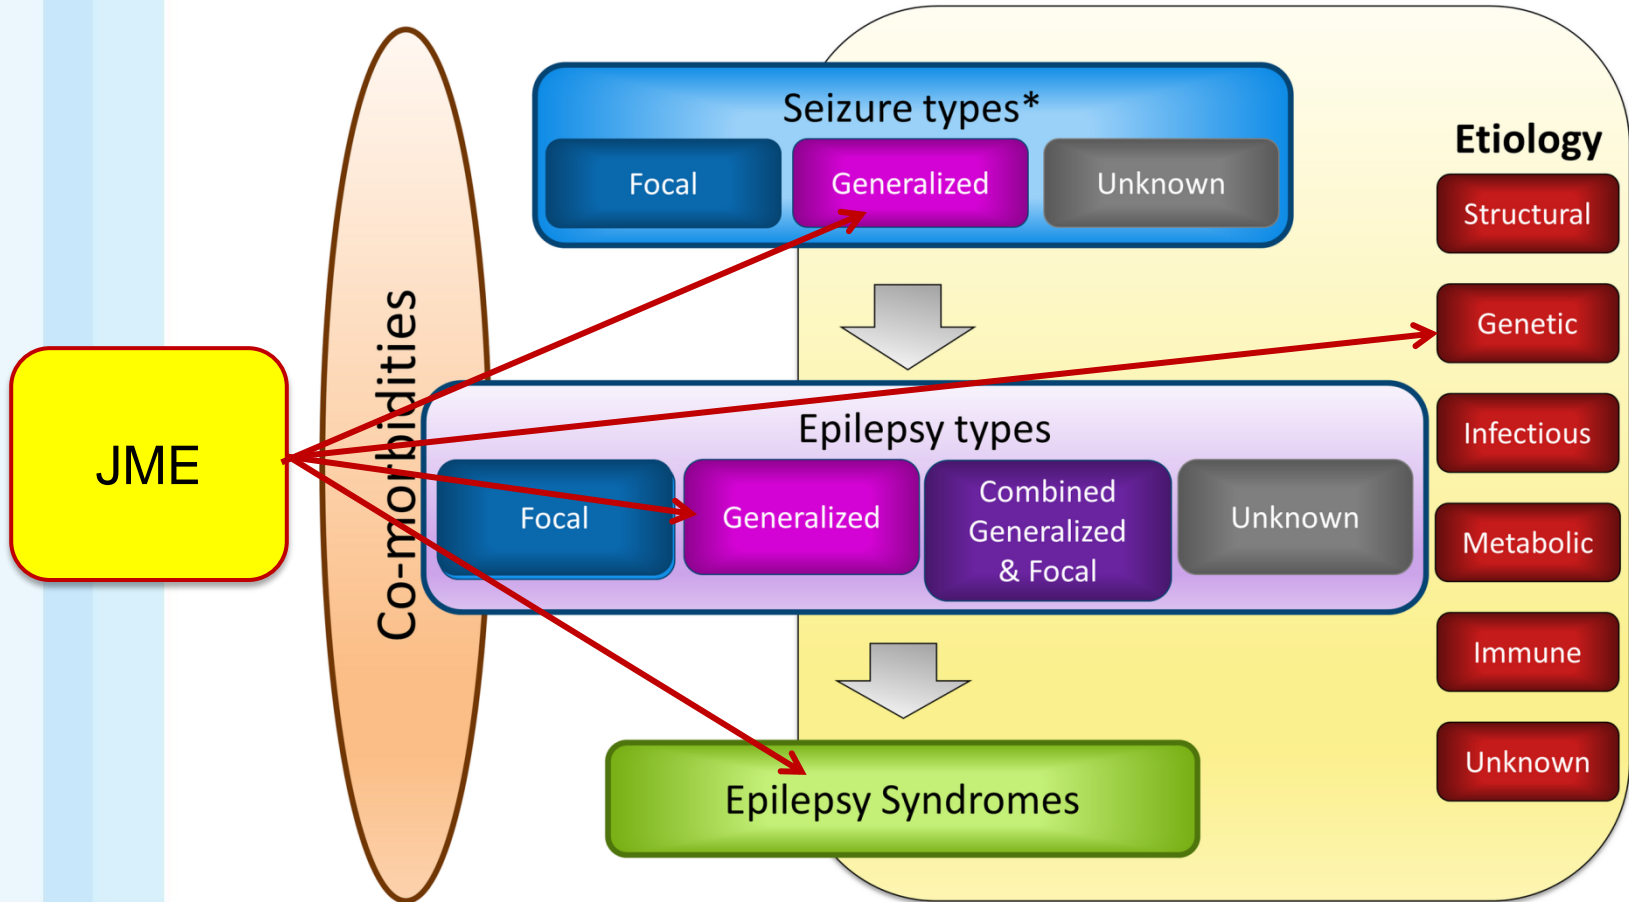 Seizure types*
Focal
Generalized
Unknown
Etiology
Structural
Genetic
Infectious
Metabolic
Immune
Unknown
Co-morbidities
JME
Epilepsy types
Focal
Generalized
Combined
Generalized
& Focal
Unknown
Epilepsy Syndromes